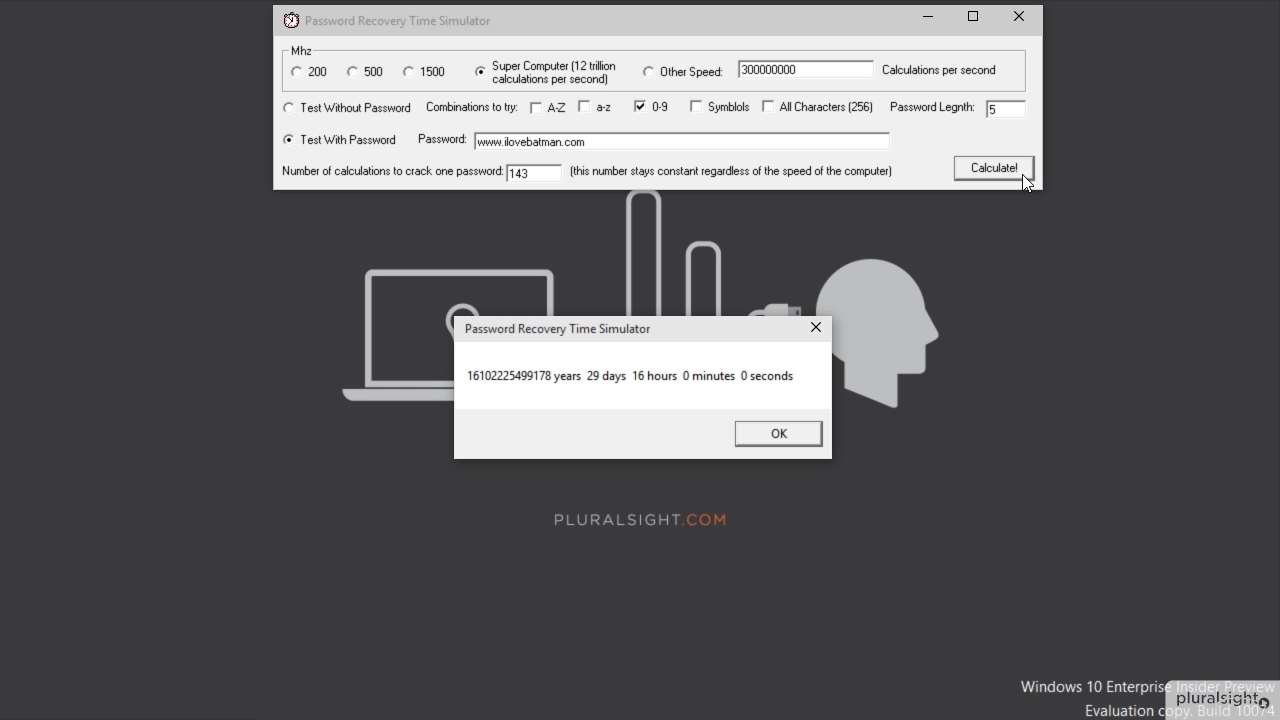 Password Recovery Time Simulator
Mhz
200 500 1500 Super Computer (12 trillion calculations per second) Other Speed: 300000000 Calculations per second
Test Without Password Combinations to try: A-Z a-z 0-9 Symblols All Characters (256) Password Legnth: 5
Test With Password Password: www.ilovebatman.com
Number of calculations to crack one password: 143 (this number stays constant regardless of the speed of the computer) Calculate!
Password Recovery Time Simulator
16102225499178 years 29 days 16 hours 0 minutes 0 seconds
OK
PLURALSIGHT.COM
Windows 10 Enterprise Insider Preview
pluralsight
Evaluation copy. Build 10074